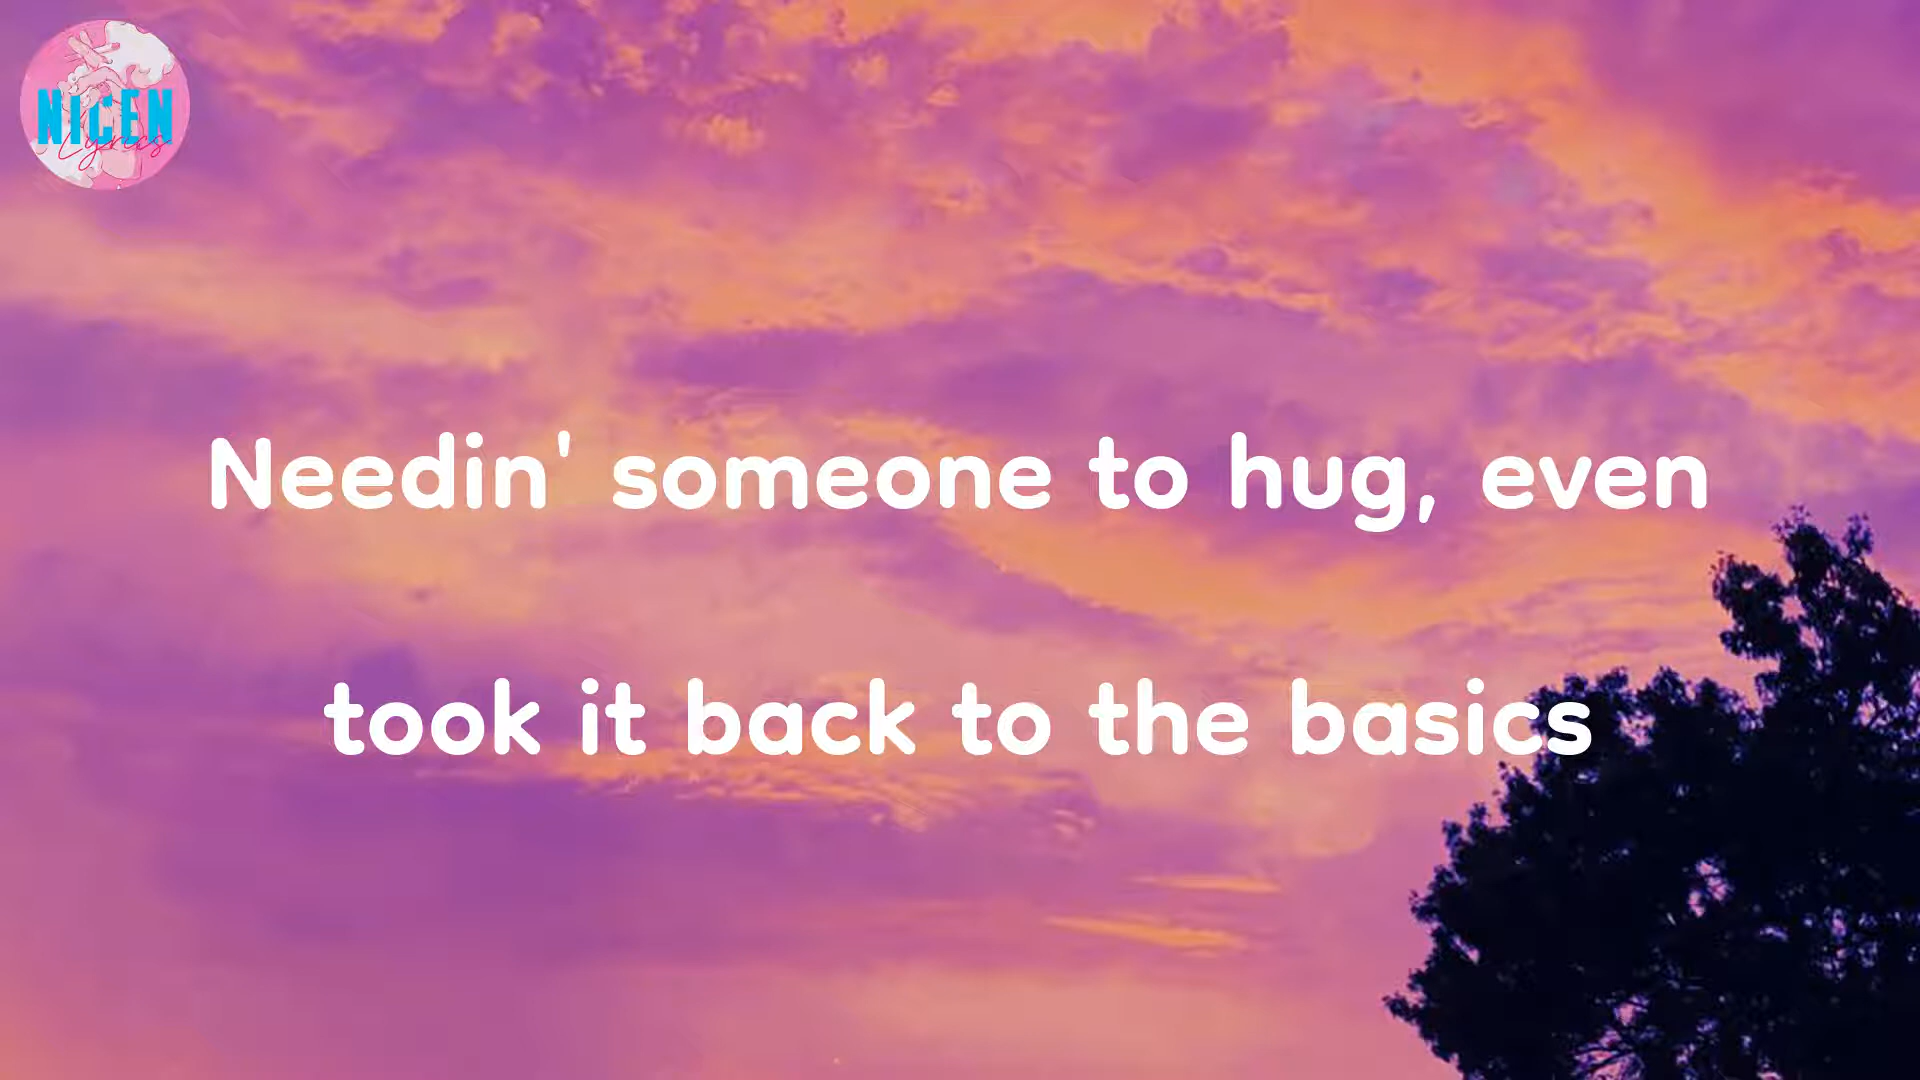 NICEN
Lyrics
Needin' someone to hug, even
took it back to the basics